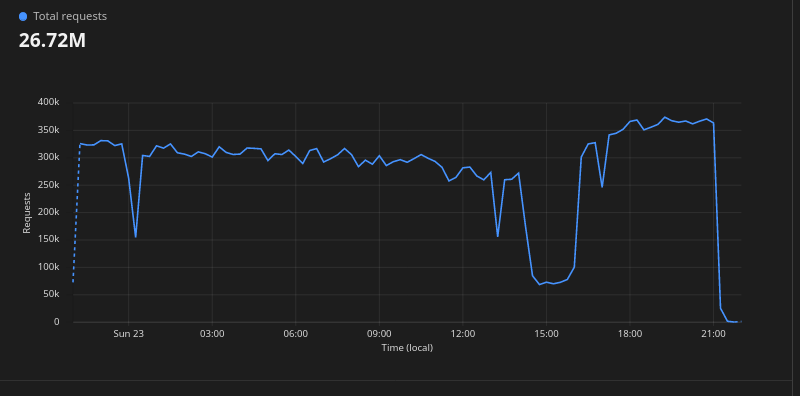 Total requests
26.72M
400k
350k
300k
250k
200k
150k
100k
50k
0
Requests
Sun 23 03:00 06:00 09:00 12:00 15:00 18:00 21:00
Time (local)